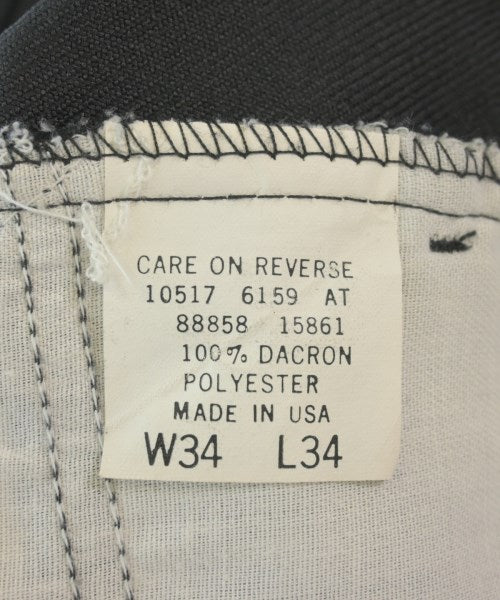 CARE ON REVERSE
10517 6159 AT
88858 15861
100% DACRON
POLYESTER
MADE IN USA
W34 L34